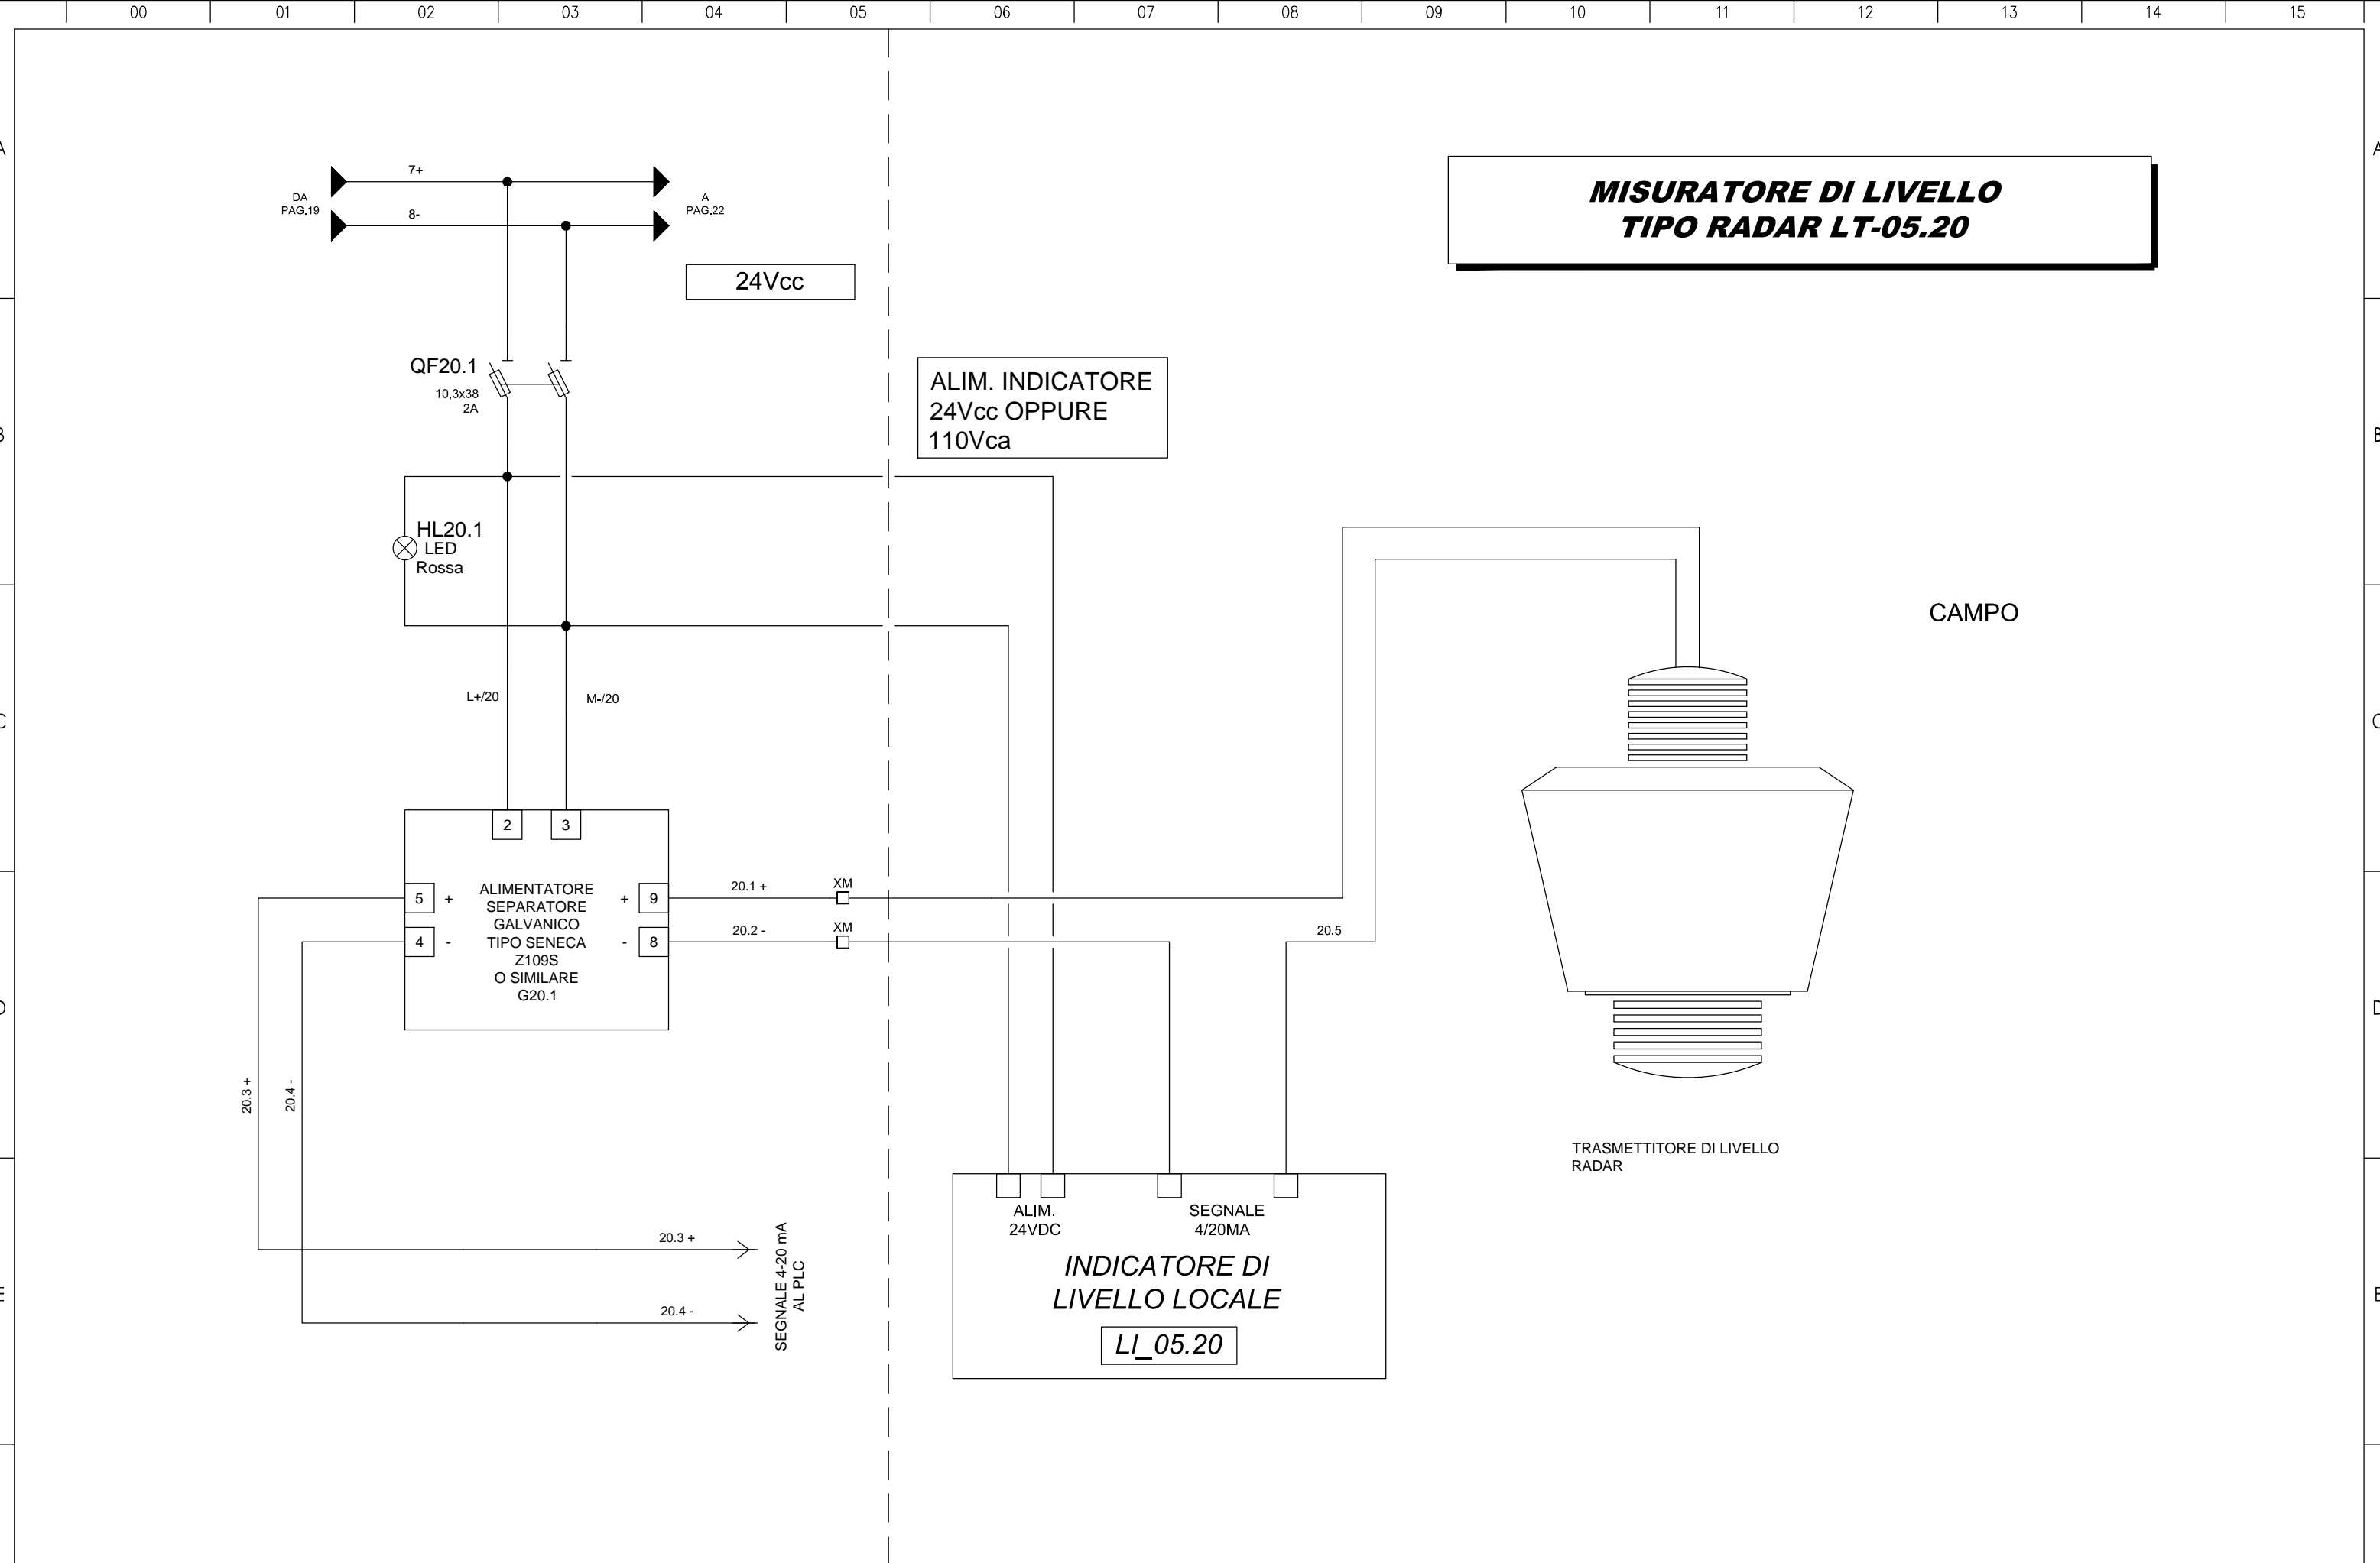 00 01 02 03 04 05 06 07 08 09 10 11 12 13 14 15
A
A
7+
DA
PAG.19
8-
A
PAG.22
MISURATORE DI LIVELLO
TIPO RADAR LT-05.20
24Vcc
QF20.1
10,3x38
2A
ALIM. INDICATORE
24Vcc OPPURE
110Vca
B
B
HL20.1
LED
Rossa
CAMPO
L+/20
M-/20
C
C
2 3
5 +
4 -
ALIMENTATORE
SEPARATORE
GALVANICO
TIPO SENECA
Z109S
O SIMILARE
G20.1
+ 9
- 8
20.1 +
XM
20.2 -
XM
20.5
D
D
20.3 +
20.4 -
TRASMETTITORE DI LIVELLO
RADAR
20.3 +
20.4 -
SEGNALE 4-20 mA
AL PLC
ALIM.
24VDC
SEGNALE
4/20MA
INDICATORE DI
LIVELLO LOCALE
LI_05.20
E
E